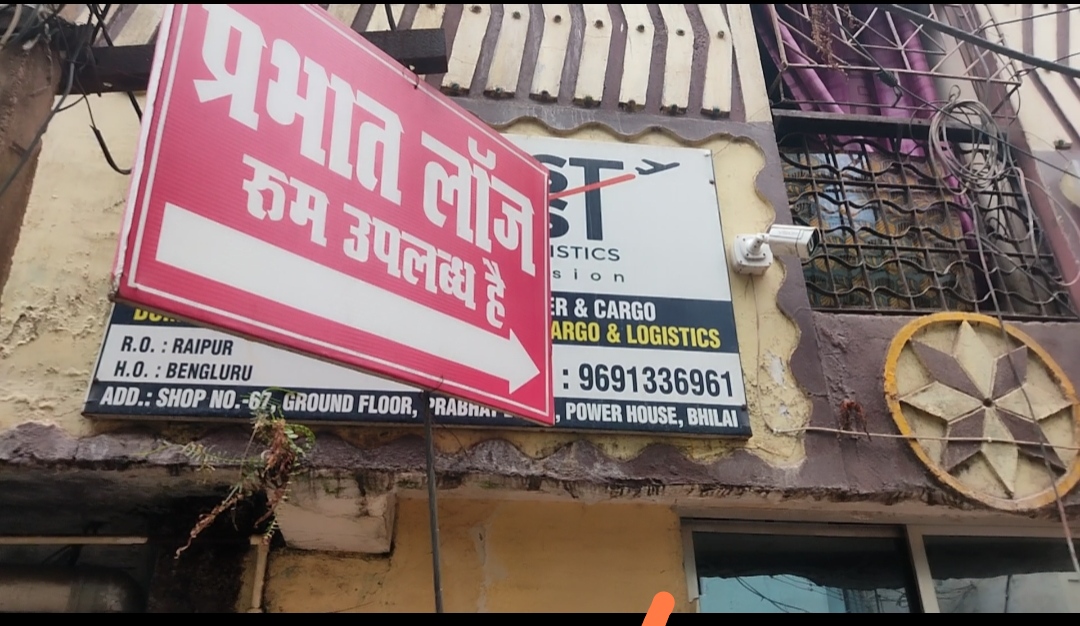 प्रभात लॉज
रुम उपलब्ध है
ST
ISTICS
sion
ER & CARGO
ARGO & LOGISTICS
R.O. : RAIPUR
H.O. : BENGLURU
: 9691336961
ADD.: SHOP NO.-67, GROUND FLOOR, PRABHAT , POWER HOUSE, BHILAI